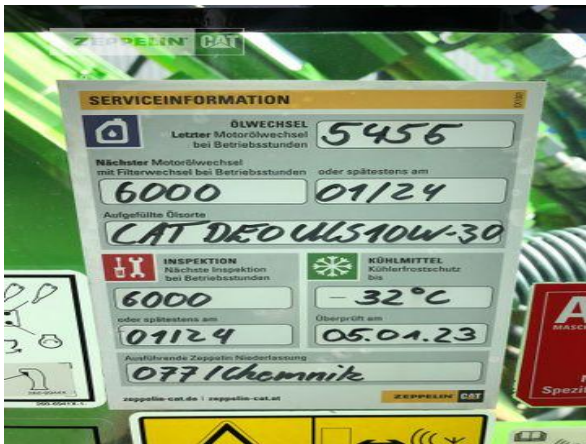 ZEPPELIN CAT
SERVICEINFORMATION
ÖLWECHSEL
Letzter Motorölwechsel
bei Betriebsstunden
5455
Nächster Motorölwechsel
mit Filterwechsel bei Betriebsstunden
oder spätestens am
6000
01/24
Aufgefüllte Ölsorte
CAT DEO ULS 10W-30
INSPEKTION
Nächste Inspektion
bei Betriebsstunden
6000
oder spätestens am
01/24
KÜHLMITTEL
Kühlerfrostschutz
bis
-32°C
Überprüft am
05.01.23
Ausführende Zeppelin Niederlassung
077/Chemnitz
zeppelin-cat.de | zeppelin-cat.at
ZEPPELIN CAT